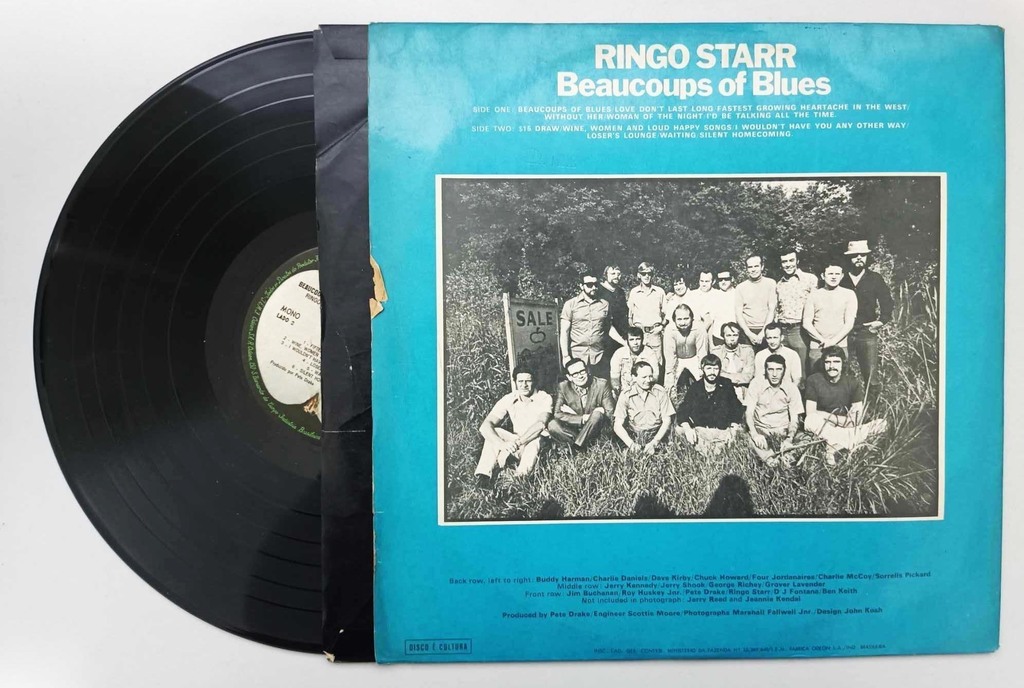 RINGO STARR
Beaucoups of Blues
SIDE ONE: BEAUCOUPS OF BLUES/LOVE DON'T LAST LONG/FASTEST GROWING HEARTACHE IN THE WEST/
WITHOUT HER/WOMAN OF THE NIGHT/I'D BE TALKING ALL THE TIME.
SIDE TWO: $15 DRAW/WINE, WOMEN AND LOUD HAPPY SONGS/I WOULDN'T HAVE YOU ANY OTHER WAY/
LOSER'S LOUNGE/WAITING/SILENT HOMECOMING.
SALE
BEAUCOU
RINGO
MONO
LADO 2
Back row, left to right: Buddy Harman/Charlie Daniels/Dave Kirby/Chuck Howard/Four Jordanaires/Charlie McCoy/Sorrells Pickard
Middle row: Jerry Kennedy/Jerry Shook/George Richey/Grover Lavender
Front row: Jim Buchanan/Roy Huskey Jnr./Pete Drake/Ringo Starr/D J Fontana/Ben Keith
Not included in photograph: Jerry Reed and Jeannie Kendal
Produced by Pete Drake/Engineer Scottie Moore/Photographs Marshall Fallwell Jnr./Design John Kosh
DISCO É CULTURA